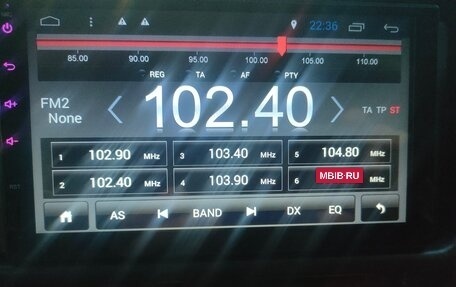 22:36
85.00 90.00 95.00 100.00 105.00 110.00
REG TA AF PTY
FM2
None
102.40
TA TP ST
1 102.90 MHz 3 103.40 MHz 5 104.80 MHz
2 102.40 MHz 4 103.90 MHz 6 MHz
MBIB·RU
AS BAND DX EQ
RST